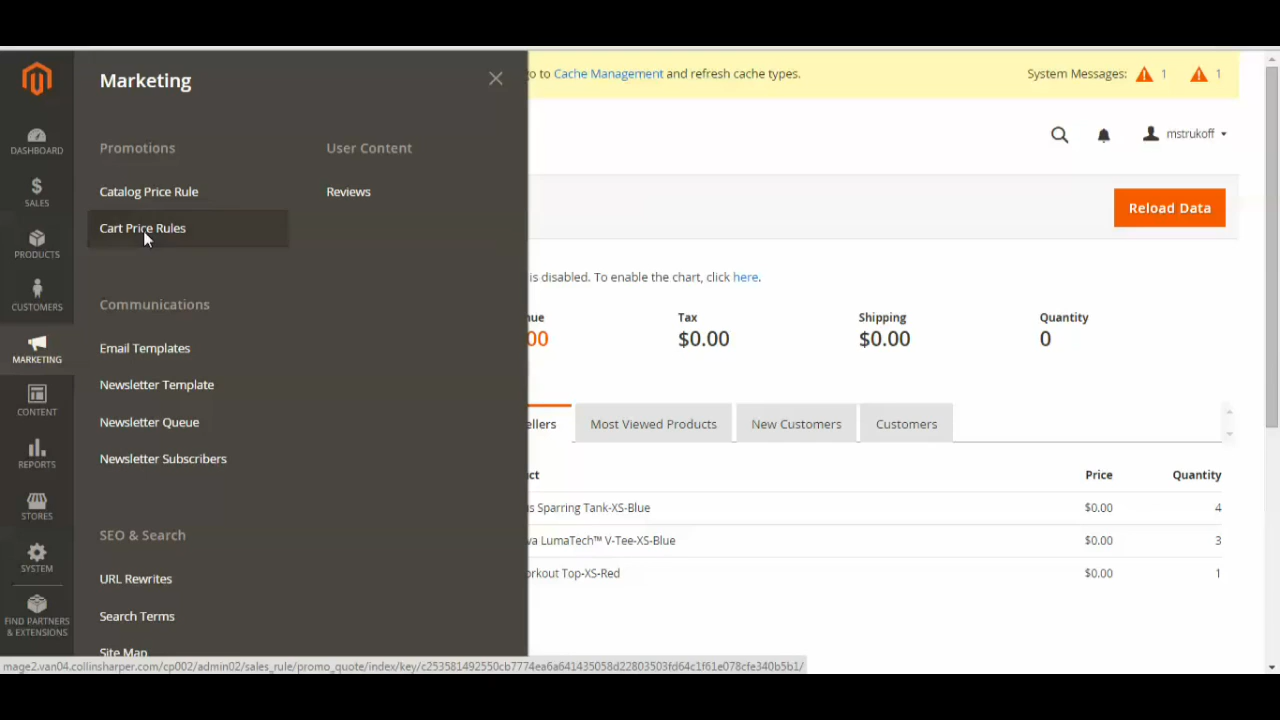 Marketing
go to Cache Management and refresh cache types.
System Messages: 1 1
DASHBOARD
Promotions
User Content
mstrukoff
SALES
Catalog Price Rule
Reviews
Cart Price Rules
Reload Data
PRODUCTS
is disabled. To enable the chart, click here.
CUSTOMERS
Communications
nue
Tax
Shipping
Quantity
00
$0.00
$0.00
0
MARKETING
Email Templates
Newsletter Template
CONTENT
Newsletter Queue
ellers
Most Viewed Products
New Customers
Customers
REPORTS
Newsletter Subscribers
ct
Price
Quantity
STORES
s Sparring Tank-XS-Blue
$0.00
4
SEO & Search
va LumaTech™ V-Tee-XS-Blue
$0.00
3
SYSTEM
URL Rewrites
orkout Top-XS-Red
$0.00
1
FIND PARTNERS
& EXTENSIONS
Search Terms
Site Map
mage2.van04.collinsharper.com/cp002/admin02/sales_rule/promo_quote/index/key/c253581492550cb7774ea6a641435058d22803503fd64c1f61e078cfe340b5b1/